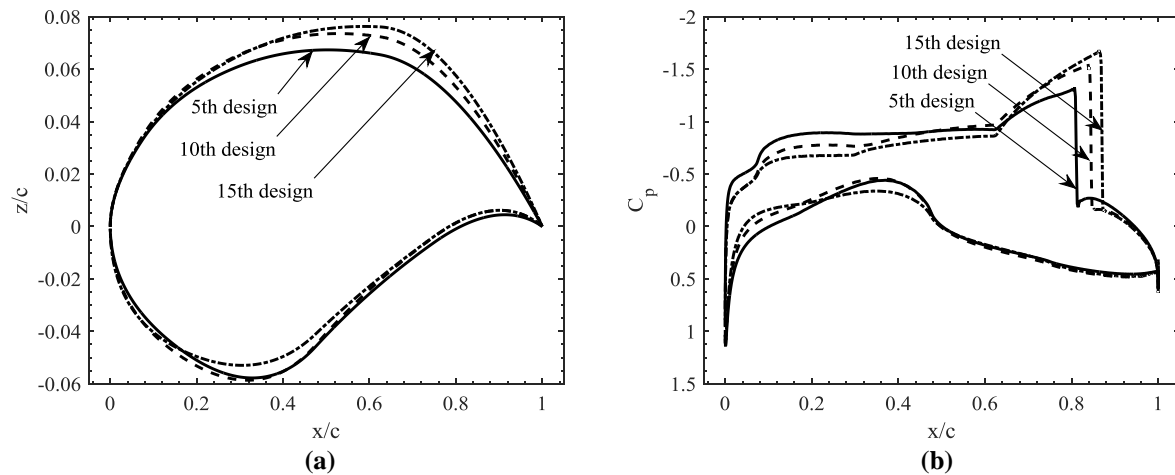 0.08
0.06
0.04
0.02
0
-0.02
-0.04
-0.06
z/c
5th design
10th design
15th design
0 0.2 0.4 0.6 0.8 1
x/c
(a)
-2
-1.5
-1
-0.5
0
0.5
1
1.5
C_p
15th design
10th design
5th design
0 0.2 0.4 0.6 0.8 1
x/c
(b)